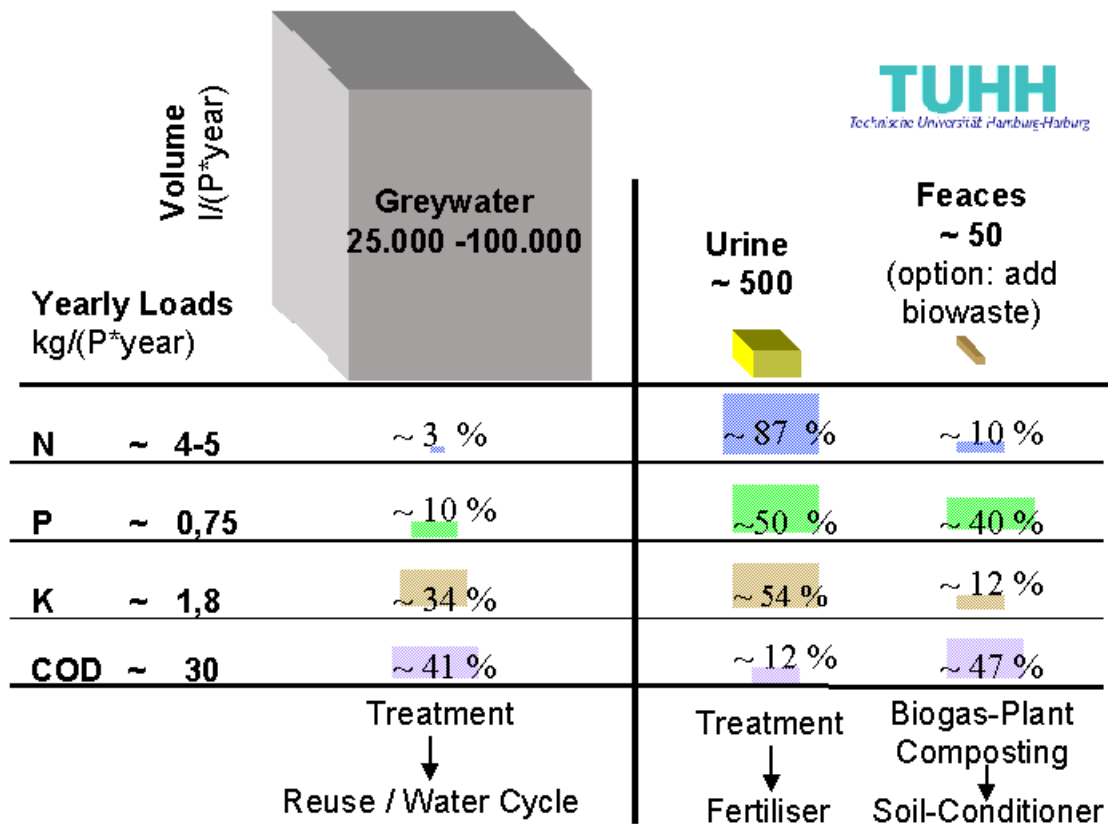 Volume
l/(P*year)
TUHH
Technische Universität Hamburg-Harburg
Greywater
25.000 -100.000
Urine
~ 500
Feaces
~ 50
(option: add
biowaste)
Yearly Loads
kg/(P*year)
N ~ 4-5 ~ 3 % ~ 87 % ~ 10 %
P ~ 0,75 ~ 10 % ~50 % ~ 40 %
K ~ 1,8 ~ 34 % ~ 54 % ~ 12 %
COD ~ 30 ~ 41 % ~ 12 % ~ 47 %
Treatment
Reuse / Water Cycle
Treatment
Fertiliser
Biogas-Plant
Composting
Soil-Conditioner